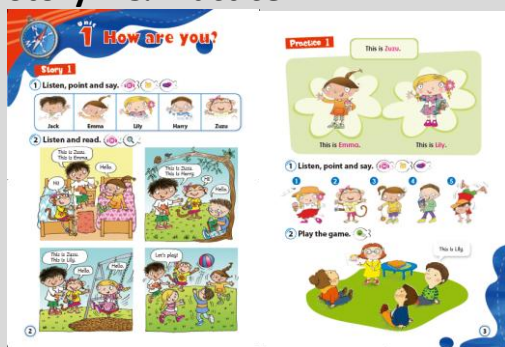 Unit
1 How are you?
Story 1
1 Listen, point and say.
Jack
Emma
Lily
Harry
Zuzu
2 Listen and read.
This is Zuzu.
This is Emma.
Hello.
Hi.
This is Zuzu.
This is Harry.
Hi.
Hello.
This is Zuzu.
This is Lily.
Hello.
Hello.
Let's play!
2
Practice 1
This is Zuzu.
This is Emma.
This is Lily.
1 Listen, point and say.
1
2
3
4
5
2 Play the game.
This is Lily.
3